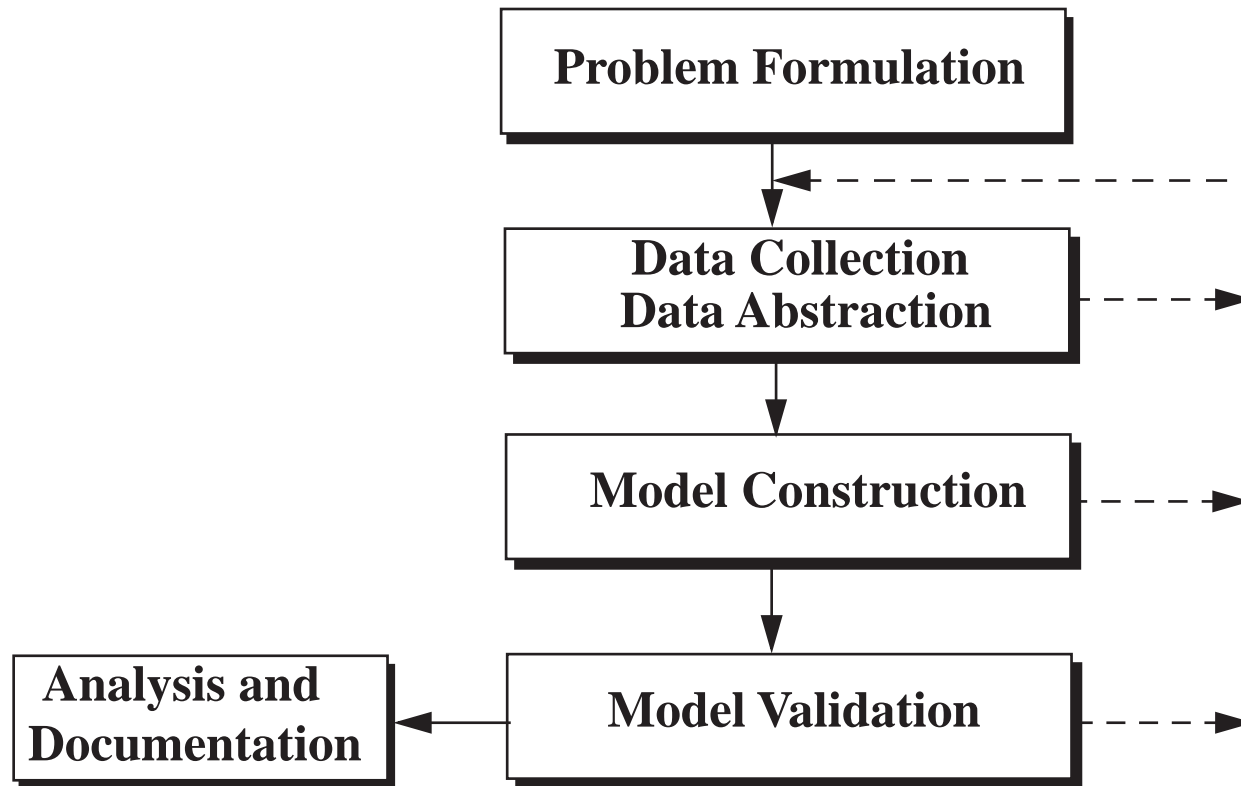 Problem Formulation
Data Collection
Data Abstraction
Model Construction
Model Validation
Analysis and
Documentation